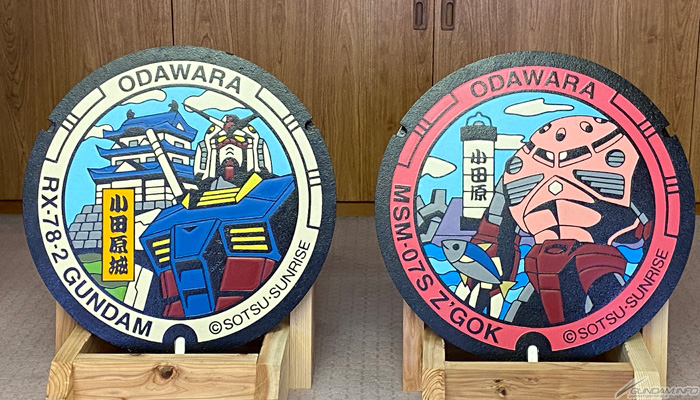 ODAWARA
小田原城
RX-78-2 GUNDAM
©SOTSU・SUNRISE
ODAWARA
小田原
MSM-07S Z'GOK
©SOTSU・SUNRISE
GUNDAM.INFO